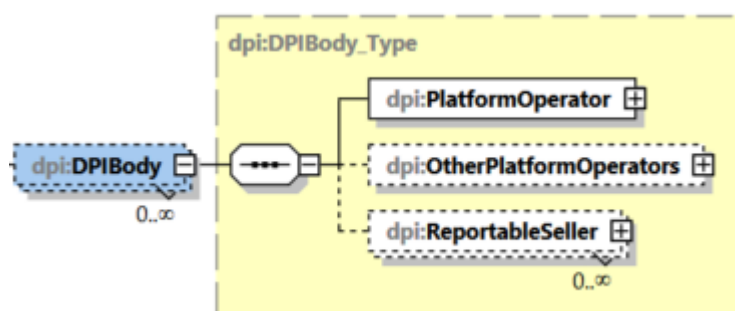 dpi:DPIBody_Type
dpi:PlatformOperator
dpi:DPIBody
dpi:OtherPlatformOperators
0..∞
dpi:ReportableSeller
0..∞